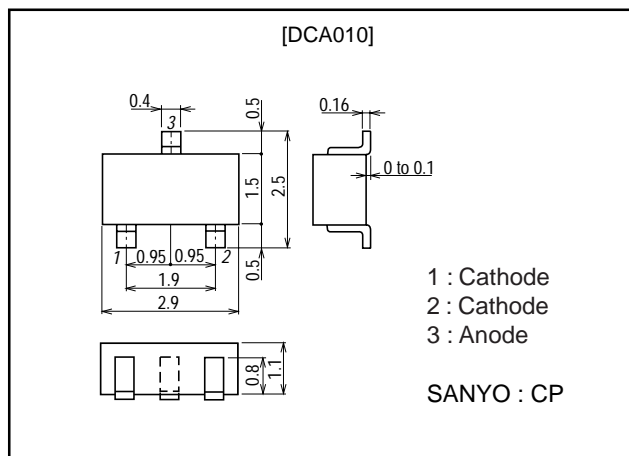 [DCA010]
0.4
3
0.5
0.16
1.5
2.5
0 to 0.1
1
0.95
0.95
2
0.5
1.9
2.9
1 : Cathode
2 : Cathode
3 : Anode
0.8
1.1
SANYO : CP